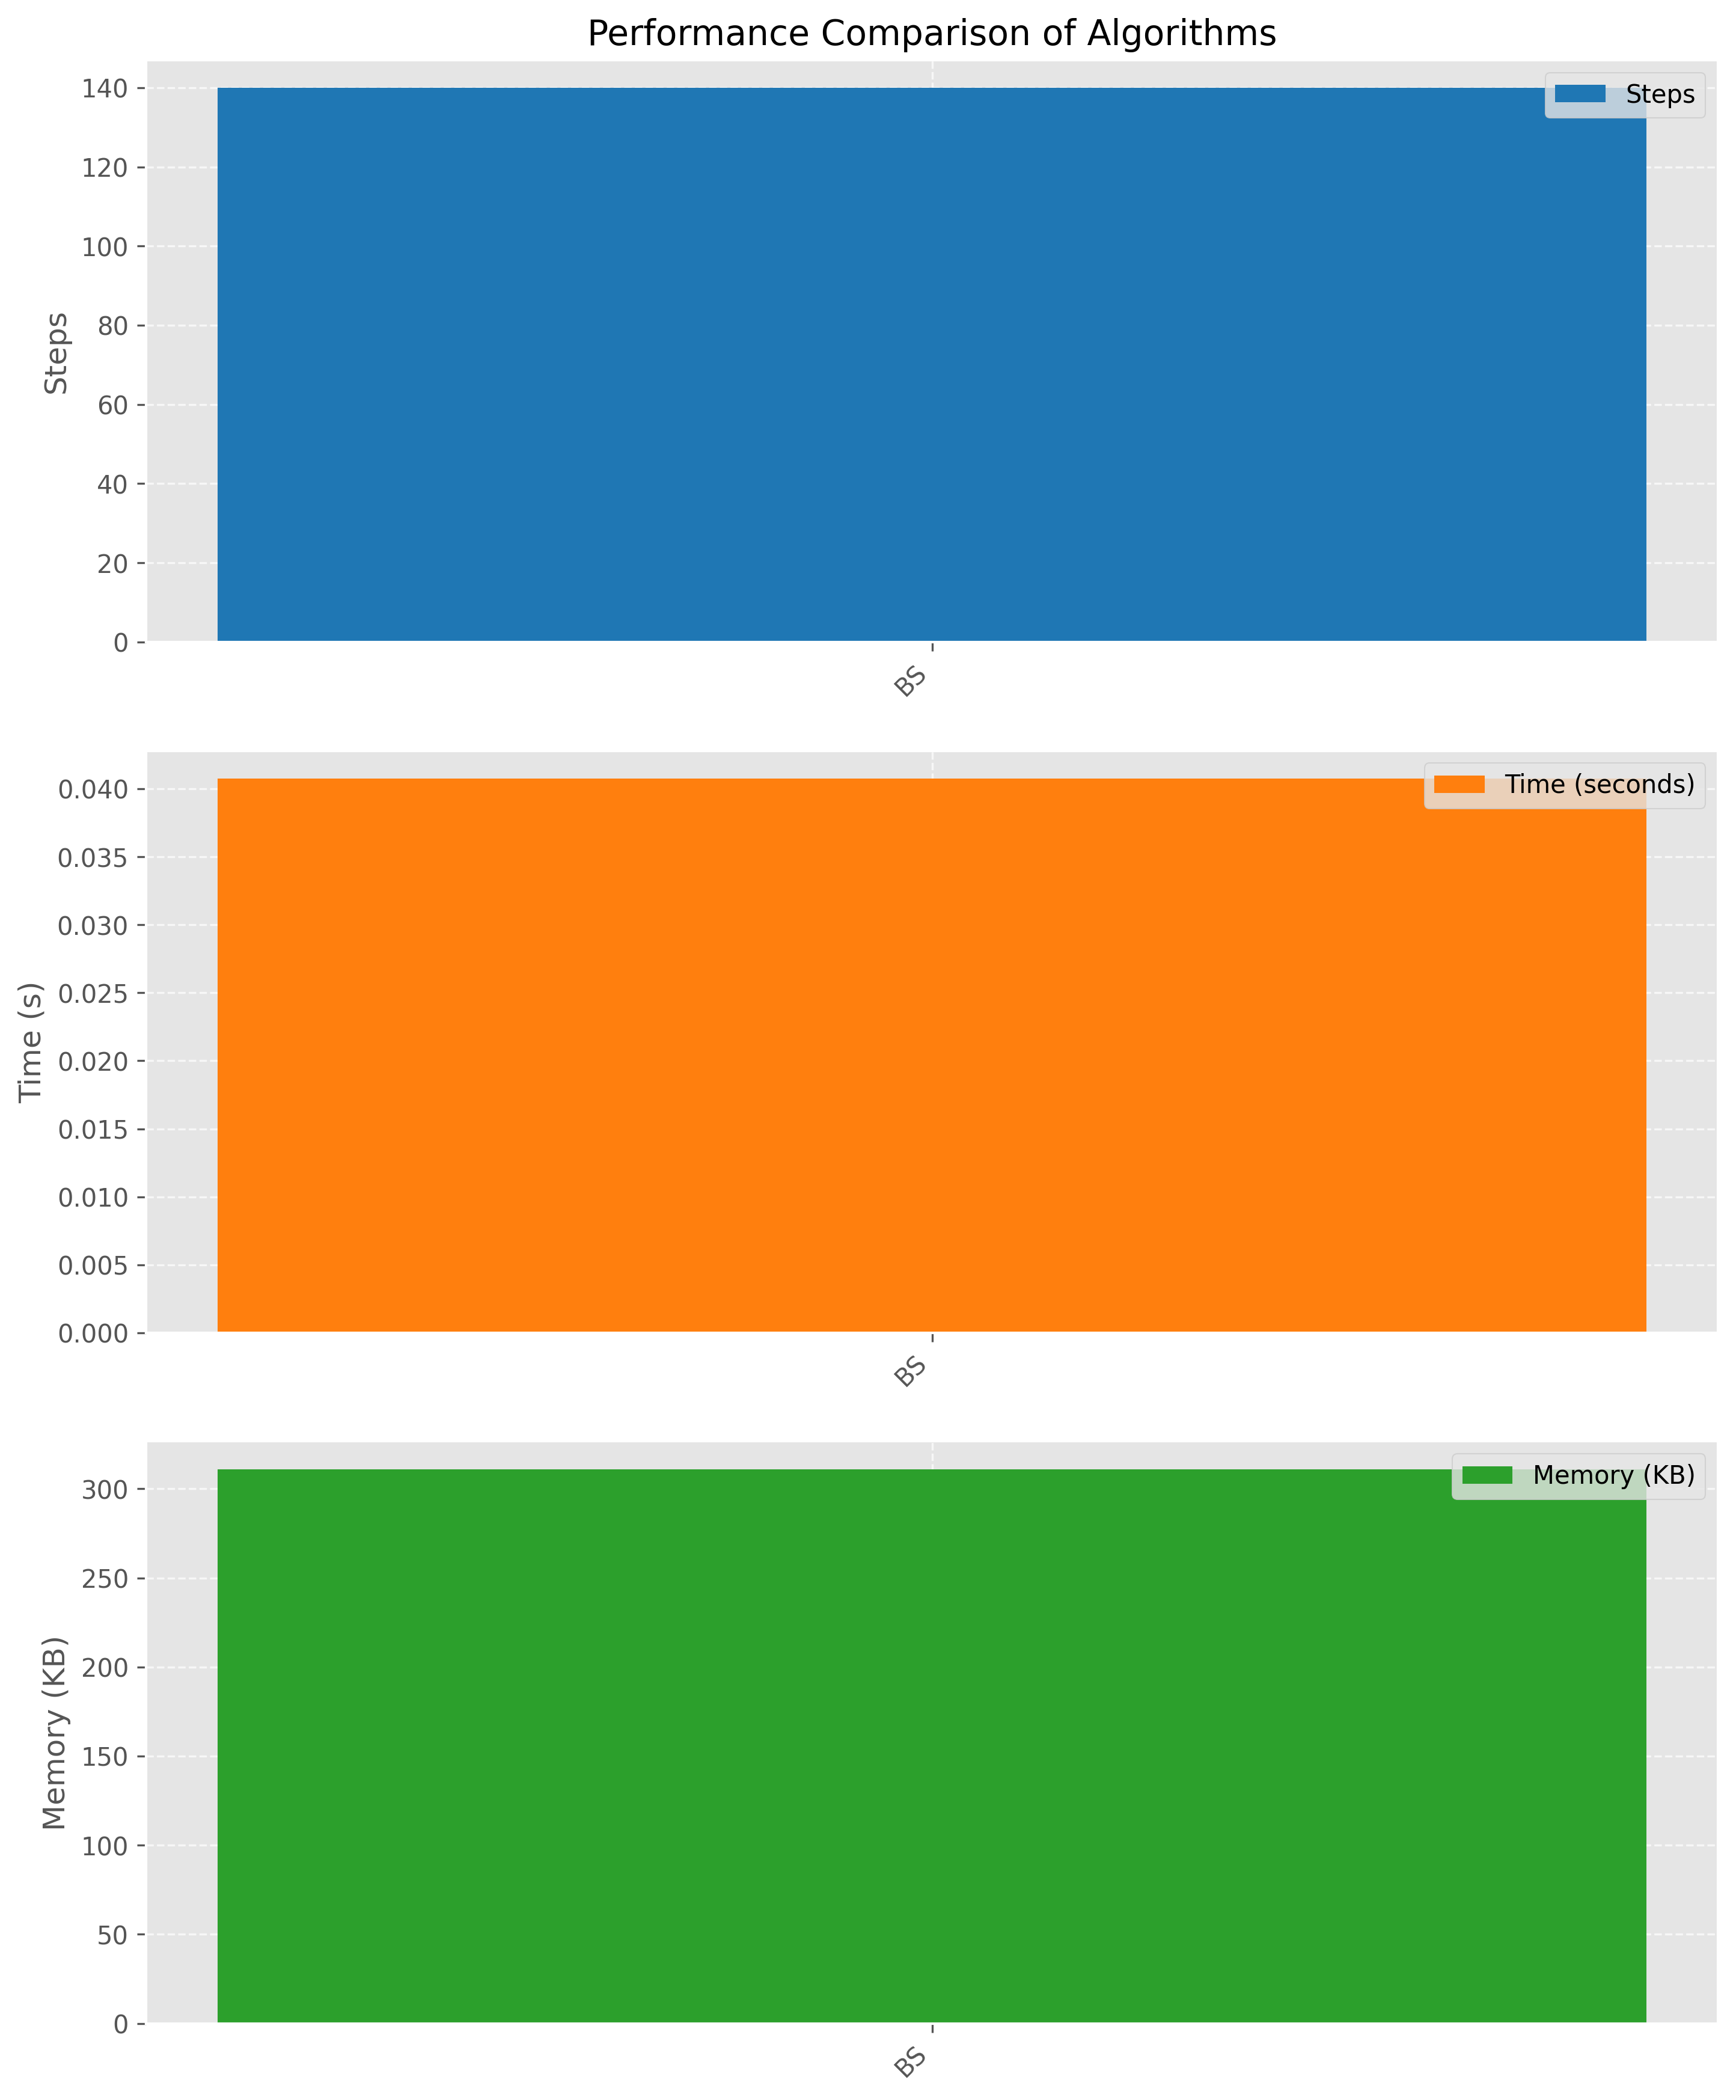 Performance Comparison of Algorithms
140
120
100
80
60
40
20
0
Steps
Steps
BS
0.040
0.035
0.030
0.025
0.020
0.015
0.010
0.005
0.000
Time (s)
Time (seconds)
BS
300
250
200
150
100
50
0
Memory (KB)
Memory (KB)
BS